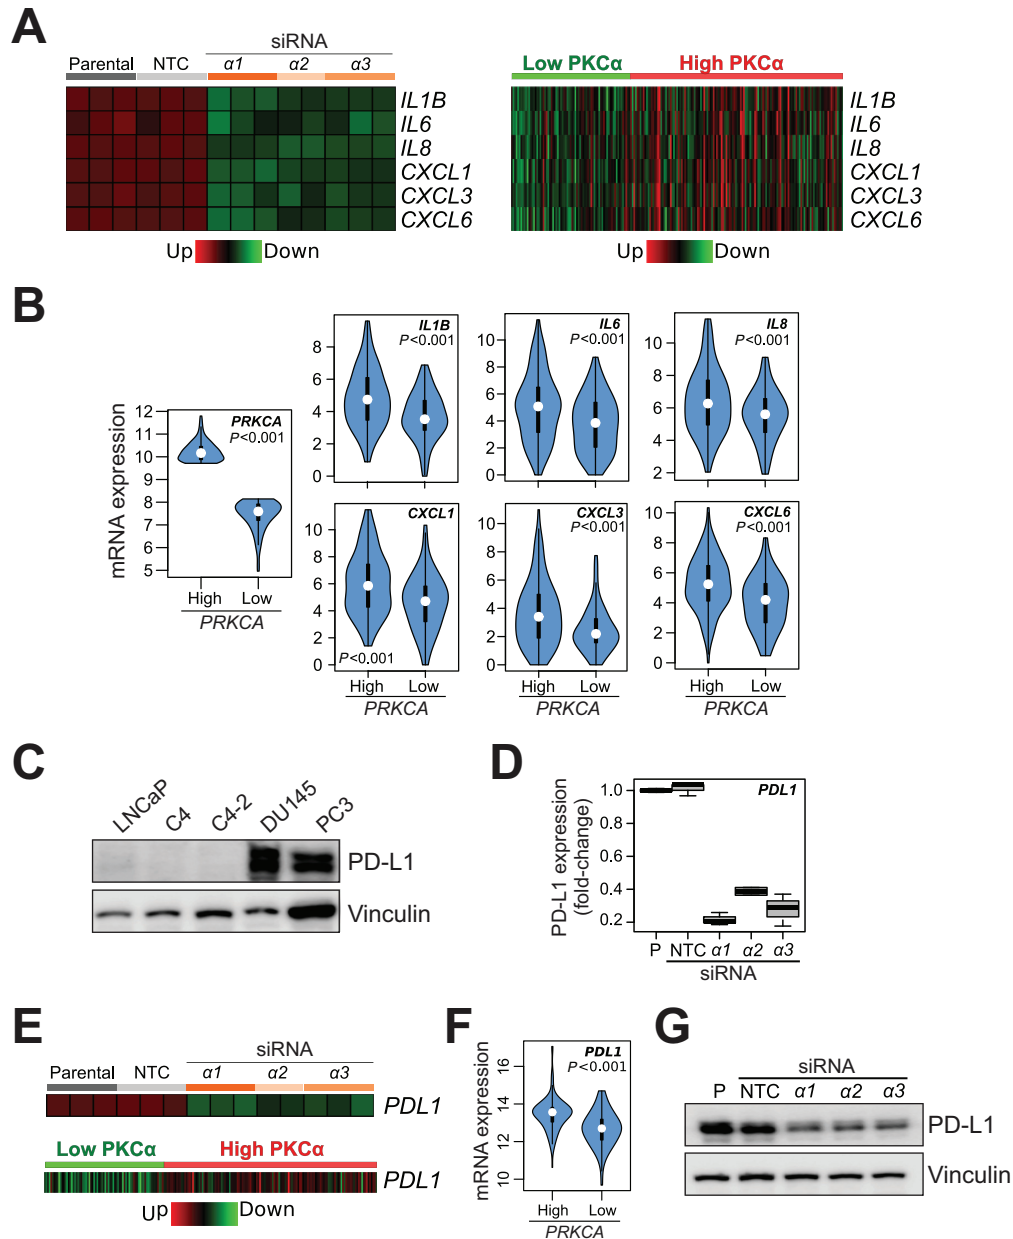 A
siRNA
Parental NTC α1 α2 α3
IL1B
IL6
IL8
CXCL1
CXCL3
CXCL6
Up Down
Low PKCα High PKCα
IL1B
IL6
IL8
CXCL1
CXCL3
CXCL6
Up Down
B
mRNA expression
12
11
10
9
8
7
6
5
PRKCA
P<0.001
High Low
PRKCA
8
6
4
2
0
IL1B
P<0.001
10
8
6
4
2
0
IL6
P<0.001
10
8
6
4
2
IL8
P<0.001
10
8
6
4
2
0
CXCL1
P<0.001
High Low
PRKCA
10
8
6
4
2
0
CXCL3
P<0.001
High Low
PRKCA
10
8
6
4
2
0
CXCL6
P<0.001
High Low
PRKCA
C
LNCaP C4 C4-2 DU145 PC3
PD-L1
Vinculin
D
PD-L1 expression
(fold-change)
1.0
0.8
0.6
0.4
0.2
PDL1
P NTC α1 α2 α3
siRNA
E
siRNA
Parental NTC α1 α2 α3
PDL1
Low PKCα High PKCα
PDL1
Up Down
F
mRNA expression
16
14
12
10
PDL1
P<0.001
High Low
PRKCA
G
siRNA
P NTC α1 α2 α3
PD-L1
Vinculin